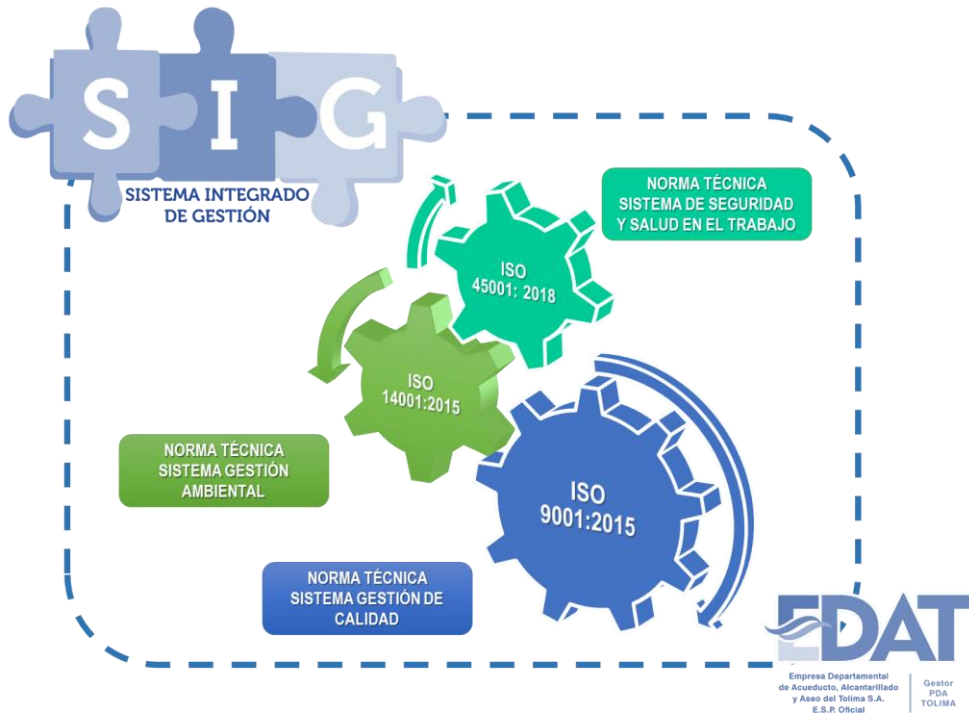 SIG
SISTEMA INTEGRADO
DE GESTIÓN
NORMA TÉCNICA
SISTEMA DE SEGURIDAD
Y SALUD EN EL TRABAJO
ISO
45001: 2018
ISO
14001:2015
NORMA TÉCNICA
SISTEMA GESTIÓN
AMBIENTAL
ISO
9001:2015
NORMA TÉCNICA
SISTEMA GESTIÓN DE
CALIDAD
EDAT
Empresa Departamental
de Acueducto, Alcantarillado
y Aseo del Tolima S.A.
E.S.P. Oficial
Gestor
PDA
TOLIMA